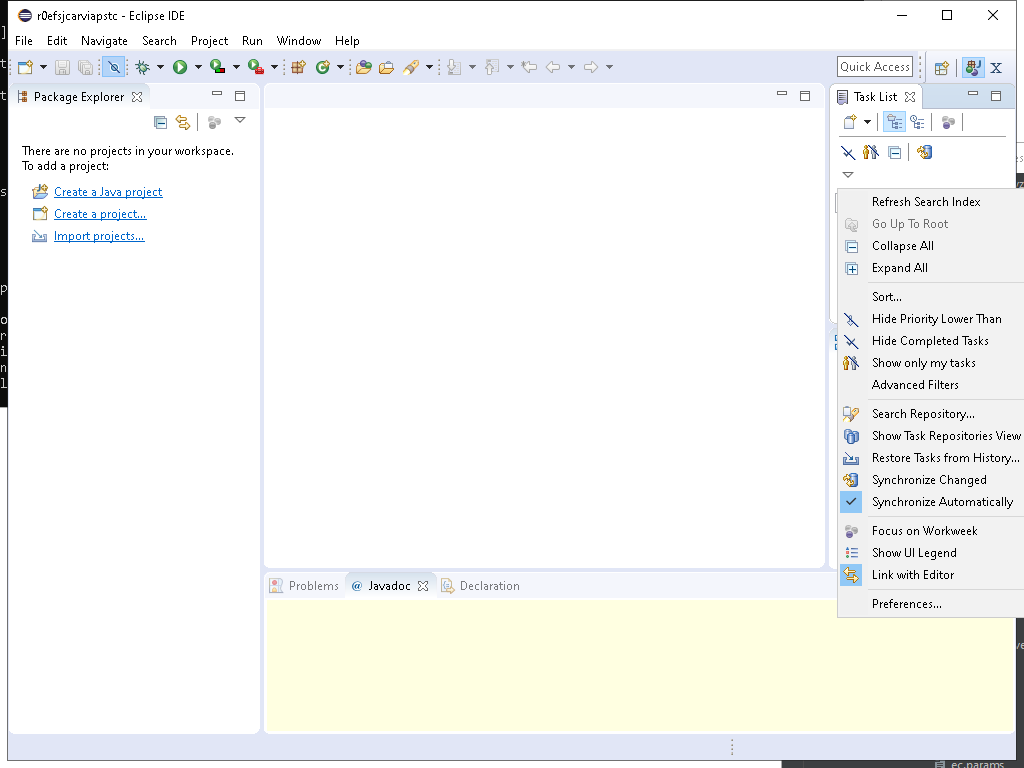 r0efsjcarviapstc - Eclipse IDE
File Edit Navigate Search Project Run Window Help
Quick Access
Package Explorer
Task List
There are no projects in your workspace.
To add a project:
Create a Java project
Create a project...
Import projects...
Refresh Search Index
Go Up To Root
Collapse All
Expand All
Sort...
Hide Priority Lower Than
Hide Completed Tasks
Show only my tasks
Advanced Filters
Search Repository...
Show Task Repositories View
Restore Tasks from History...
Synchronize Changed
Synchronize Automatically
Focus on Workweek
Show UI Legend
Link with Editor
Preferences...
Problems @ Javadoc Declaration
ec.params